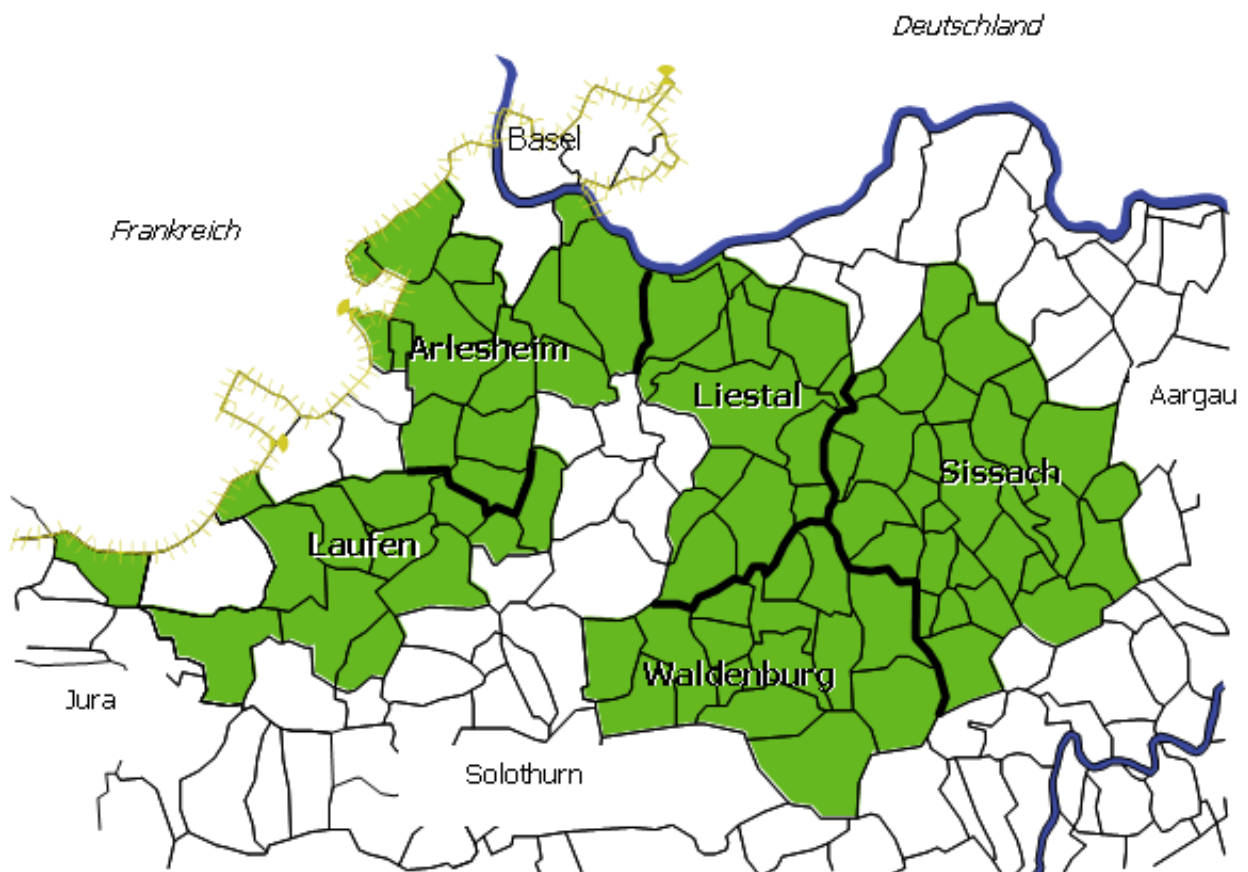 Deutschland
Basel
Frankreich
Arlesheim
Liestal
Aargau
Sissach
Laufen
Waldenburg
Jura
Solothurn